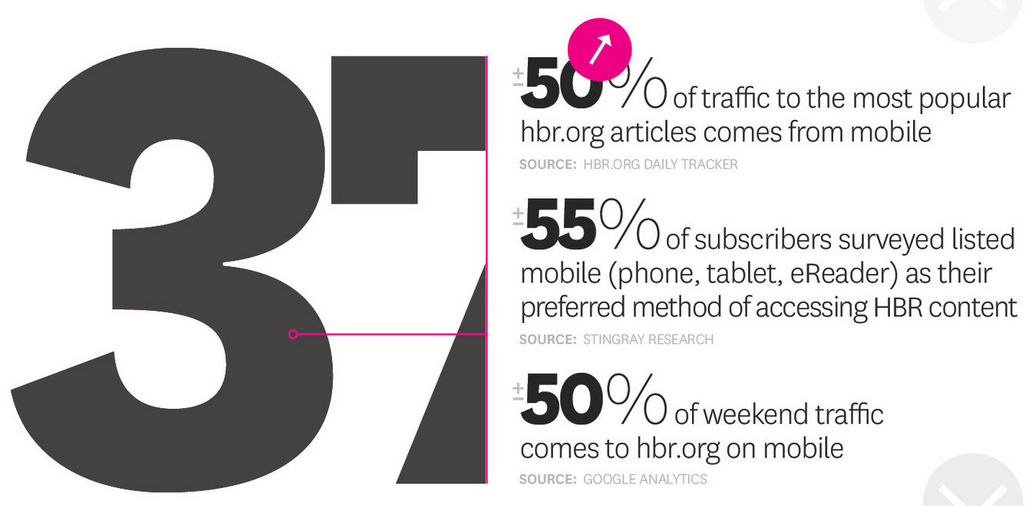 37
±50% of traffic to the most popular
hbr.org articles comes from mobile
SOURCE: HBR.ORG DAILY TRACKER
±55% of subscribers surveyed listed
mobile (phone, tablet, eReader) as their
preferred method of accessing HBR content
SOURCE: STINGRAY RESEARCH
±50% of weekend traffic
comes to hbr.org on mobile
SOURCE: GOOGLE ANALYTICS